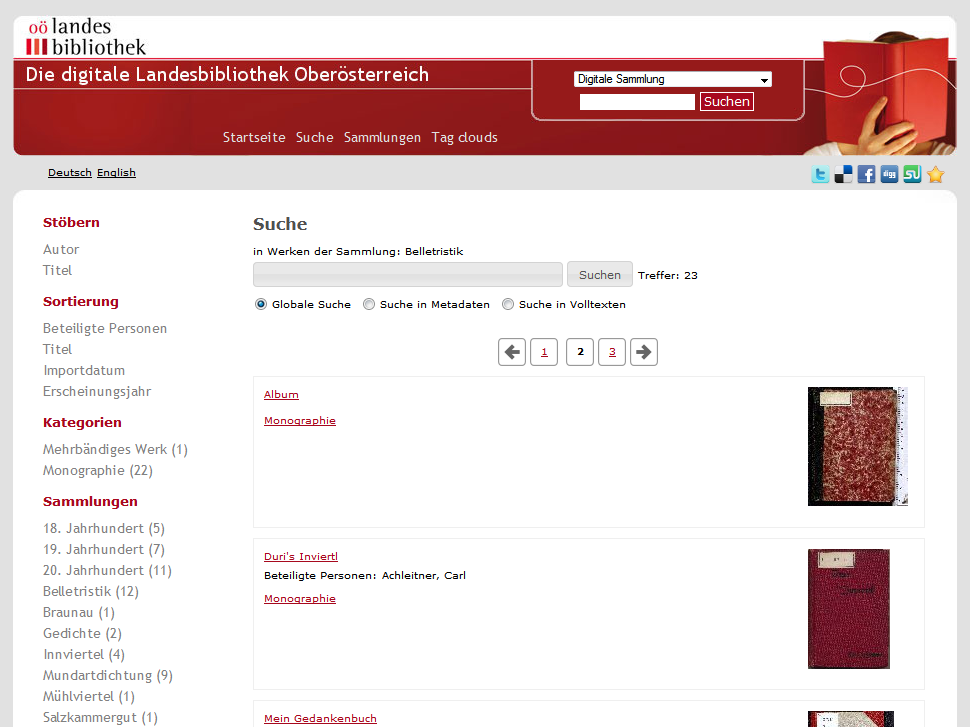 oö landes
bibliothek
Die digitale Landesbibliothek Oberösterreich
Digitale Sammlung
Suchen
Startseite Suche Sammlungen Tag clouds
Deutsch English
digg
Stöbern
Autor
Titel
Sortierung
Beteiligte Personen
Titel
Importdatum
Erscheinungsjahr
Kategorien
Mehrbändiges Werk (1)
Monographie (22)
Sammlungen
18. Jahrhundert (5)
19. Jahrhundert (7)
20. Jahrhundert (11)
Belletristik (12)
Braunau (1)
Gedichte (2)
Innviertel (4)
Mundartdichtung (9)
Mühlviertel (1)
Salzkammergut (1)
Suche
in Werken der Sammlung: Belletristik
Suchen Treffer: 23
Globale Suche Suche in Metadaten Suche in Volltexten
1 2 3
Album
Monographie
Duri's Inviertl
Beteiligte Personen: Achleitner, Carl
Monographie
Mein Gedankenbuch